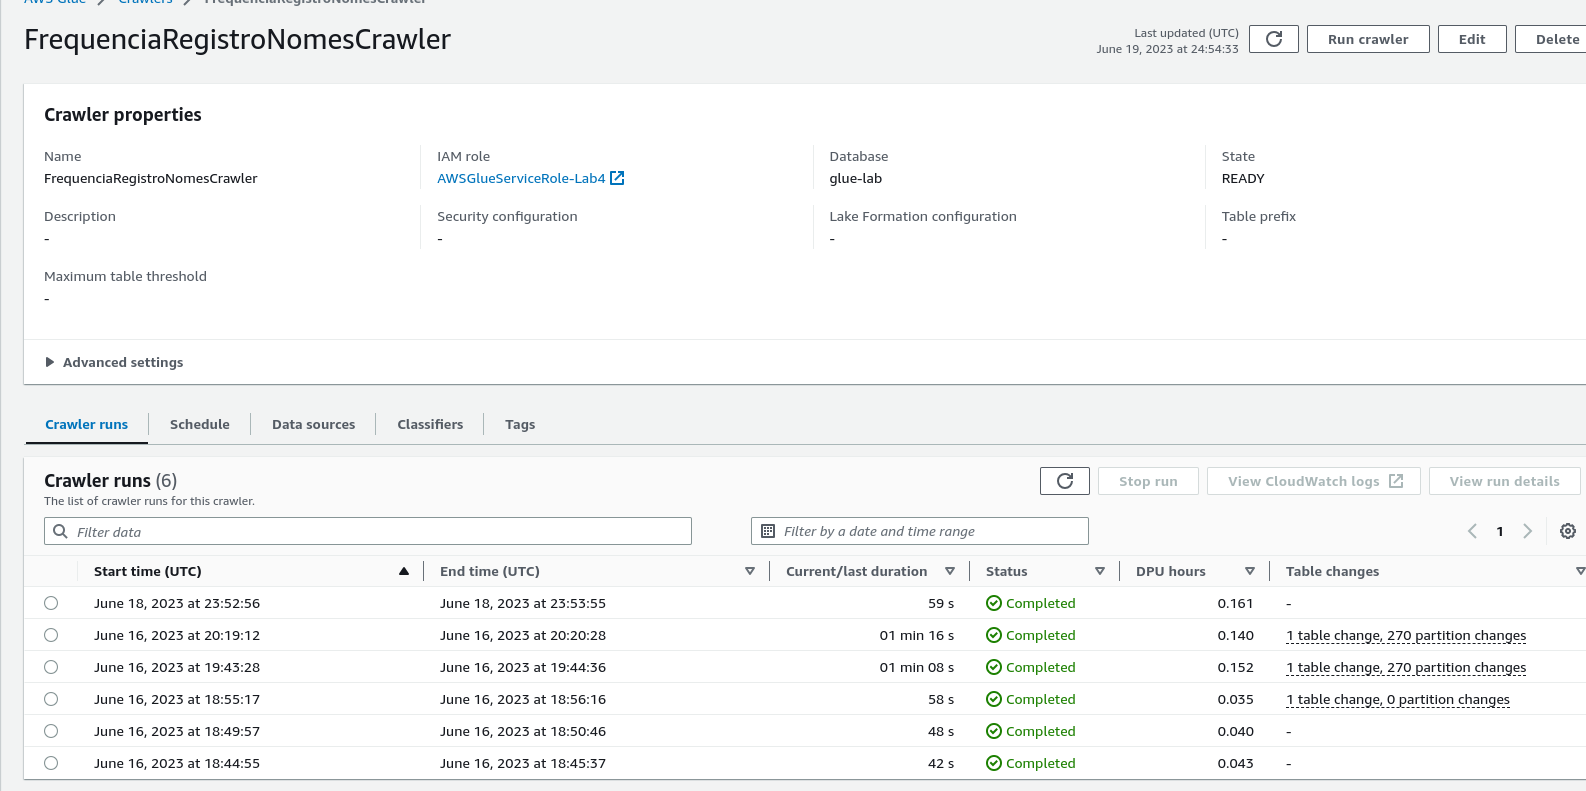 AWS Glue > Crawlers > FrequenciaRegistroNomesCrawler
FrequenciaRegistroNomesCrawler
Last updated (UTC)
June 19, 2023 at 24:54:33
Run crawler
Edit
Delete
Crawler properties
Name
FrequenciaRegistroNomesCrawler
IAM role
AWSGlueServiceRole-Lab4
Database
glue-lab
State
READY
Description
-
Security configuration
-
Lake Formation configuration
-
Table prefix
-
Maximum table threshold
-
Advanced settings
Crawler runs
Schedule
Data sources
Classifiers
Tags
Crawler runs (6)
The list of crawler runs for this crawler.
Stop run
View CloudWatch logs
View run details
Filter data
Filter by a date and time range
1
Start time (UTC) End time (UTC) Current/last duration Status DPU hours Table changes
June 18, 2023 at 23:52:56 June 18, 2023 at 23:53:55 59 s Completed 0.161 -
June 16, 2023 at 20:19:12 June 16, 2023 at 20:20:28 01 min 16 s Completed 0.140 1 table change, 270 partition changes
June 16, 2023 at 19:43:28 June 16, 2023 at 19:44:36 01 min 08 s Completed 0.152 1 table change, 270 partition changes
June 16, 2023 at 18:55:17 June 16, 2023 at 18:56:16 58 s Completed 0.035 1 table change, 0 partition changes
June 16, 2023 at 18:49:57 June 16, 2023 at 18:50:46 48 s Completed 0.040 -
June 16, 2023 at 18:44:55 June 16, 2023 at 18:45:37 42 s Completed 0.043 -